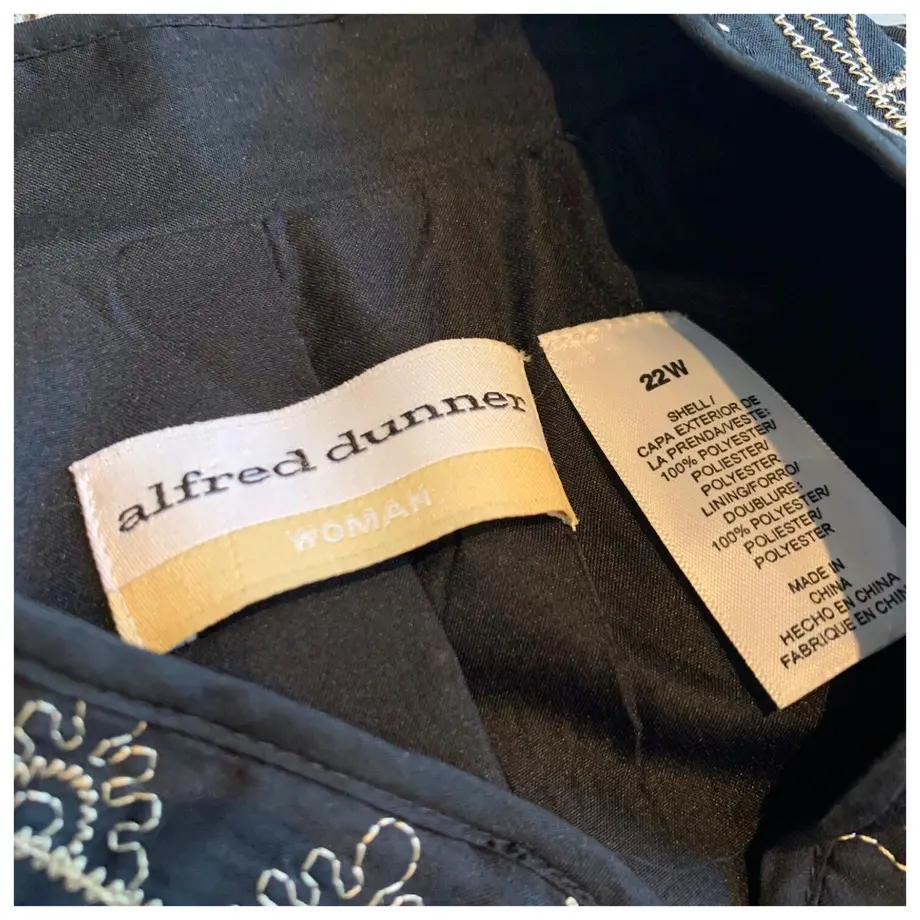 alfred dunner
WOMAN
22W
SHELL/
CAPA EXTERIOR DE
LA PRENDA/VESTE:
100% POLYESTER/
POLIESTER/
POLYESTER
LINING/FORRO/
DOUBLURE:
100% POLYESTER/
POLIESTER/
POLYESTER
MADE IN
CHINA
HECHO EN CHINA
FABRIQUE EN CHIN